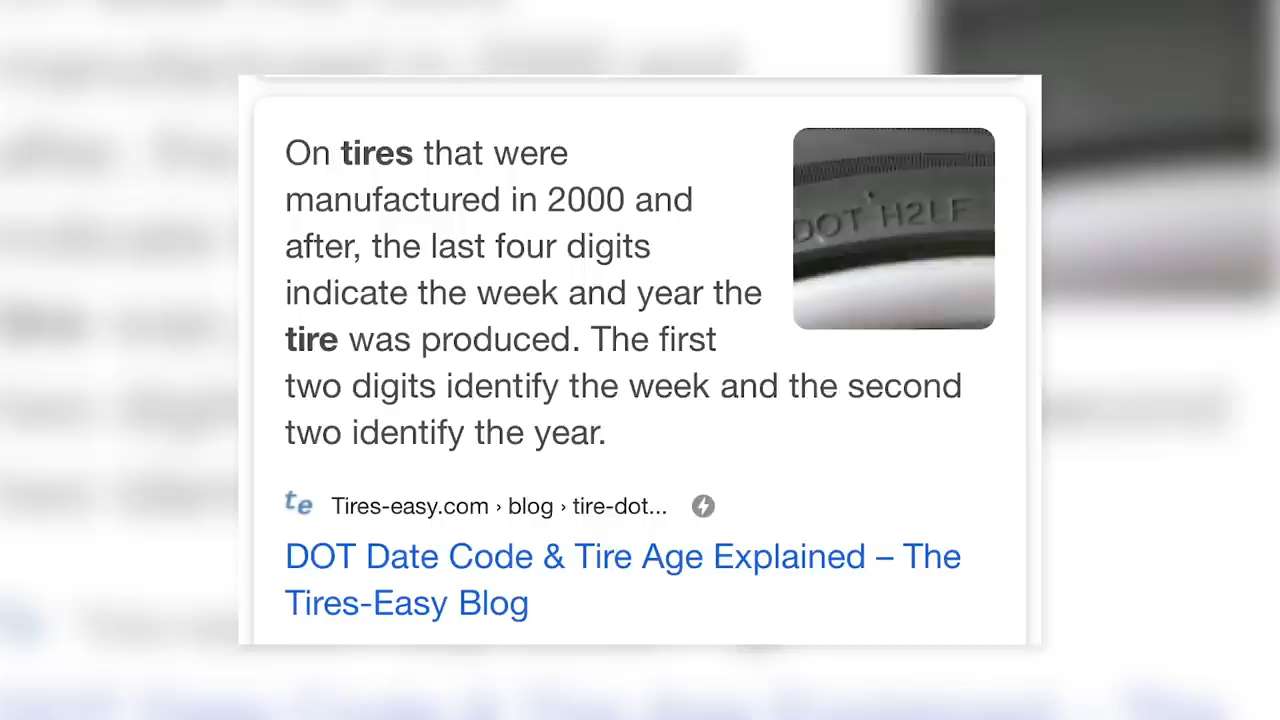 On tires that were
manufactured in 2000 and
after, the last four digits
indicate the week and year the
tire was produced. The first
two digits identify the week and the second
two identify the year.
DOT H2LF
te Tires-easy.com › blog › tire-dot...
DOT Date Code & Tire Age Explained – The
Tires-Easy Blog